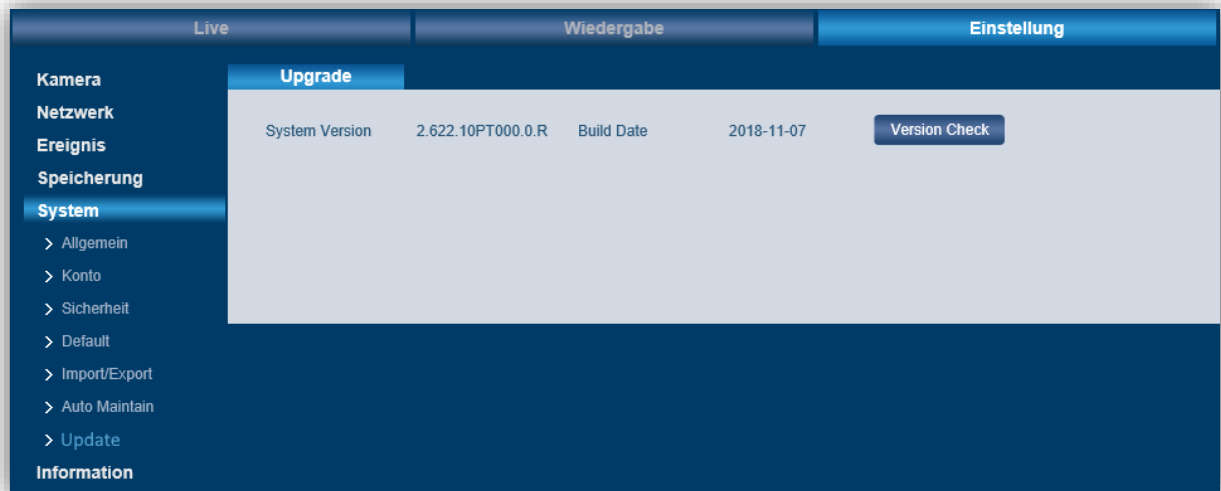 Live Wiedergabe Einstellung
Kamera
Netzwerk
Ereignis
Speicherung
System
Allgemein
Konto
Sicherheit
Default
Import/Export
Auto Maintain
Update
Information
Upgrade
System Version 2.622.10PT000.0.R Build Date 2018-11-07 Version Check